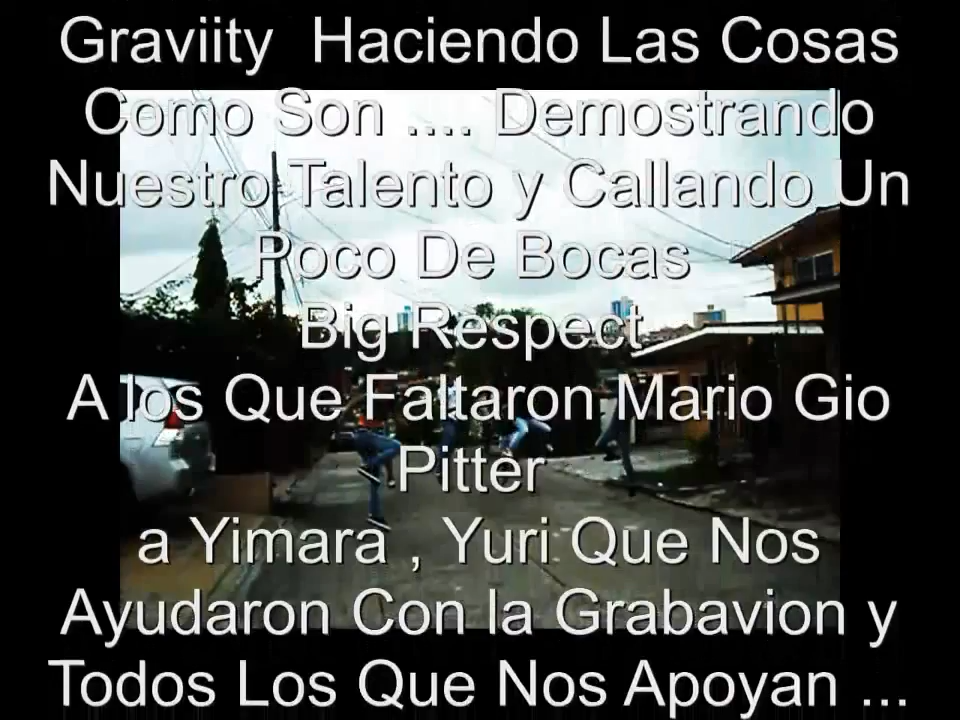 Graviity  Haciendo Las Cosas
Como Son .... Demostrando
Nuestro Talento y Callando Un
Poco De Bocas
Big Respect
A los Que Faltaron Mario Gio
Pitter
a Yimara , Yuri Que Nos
Ayudaron Con la Grabavion y
Todos Los Que Nos Apoyan ...